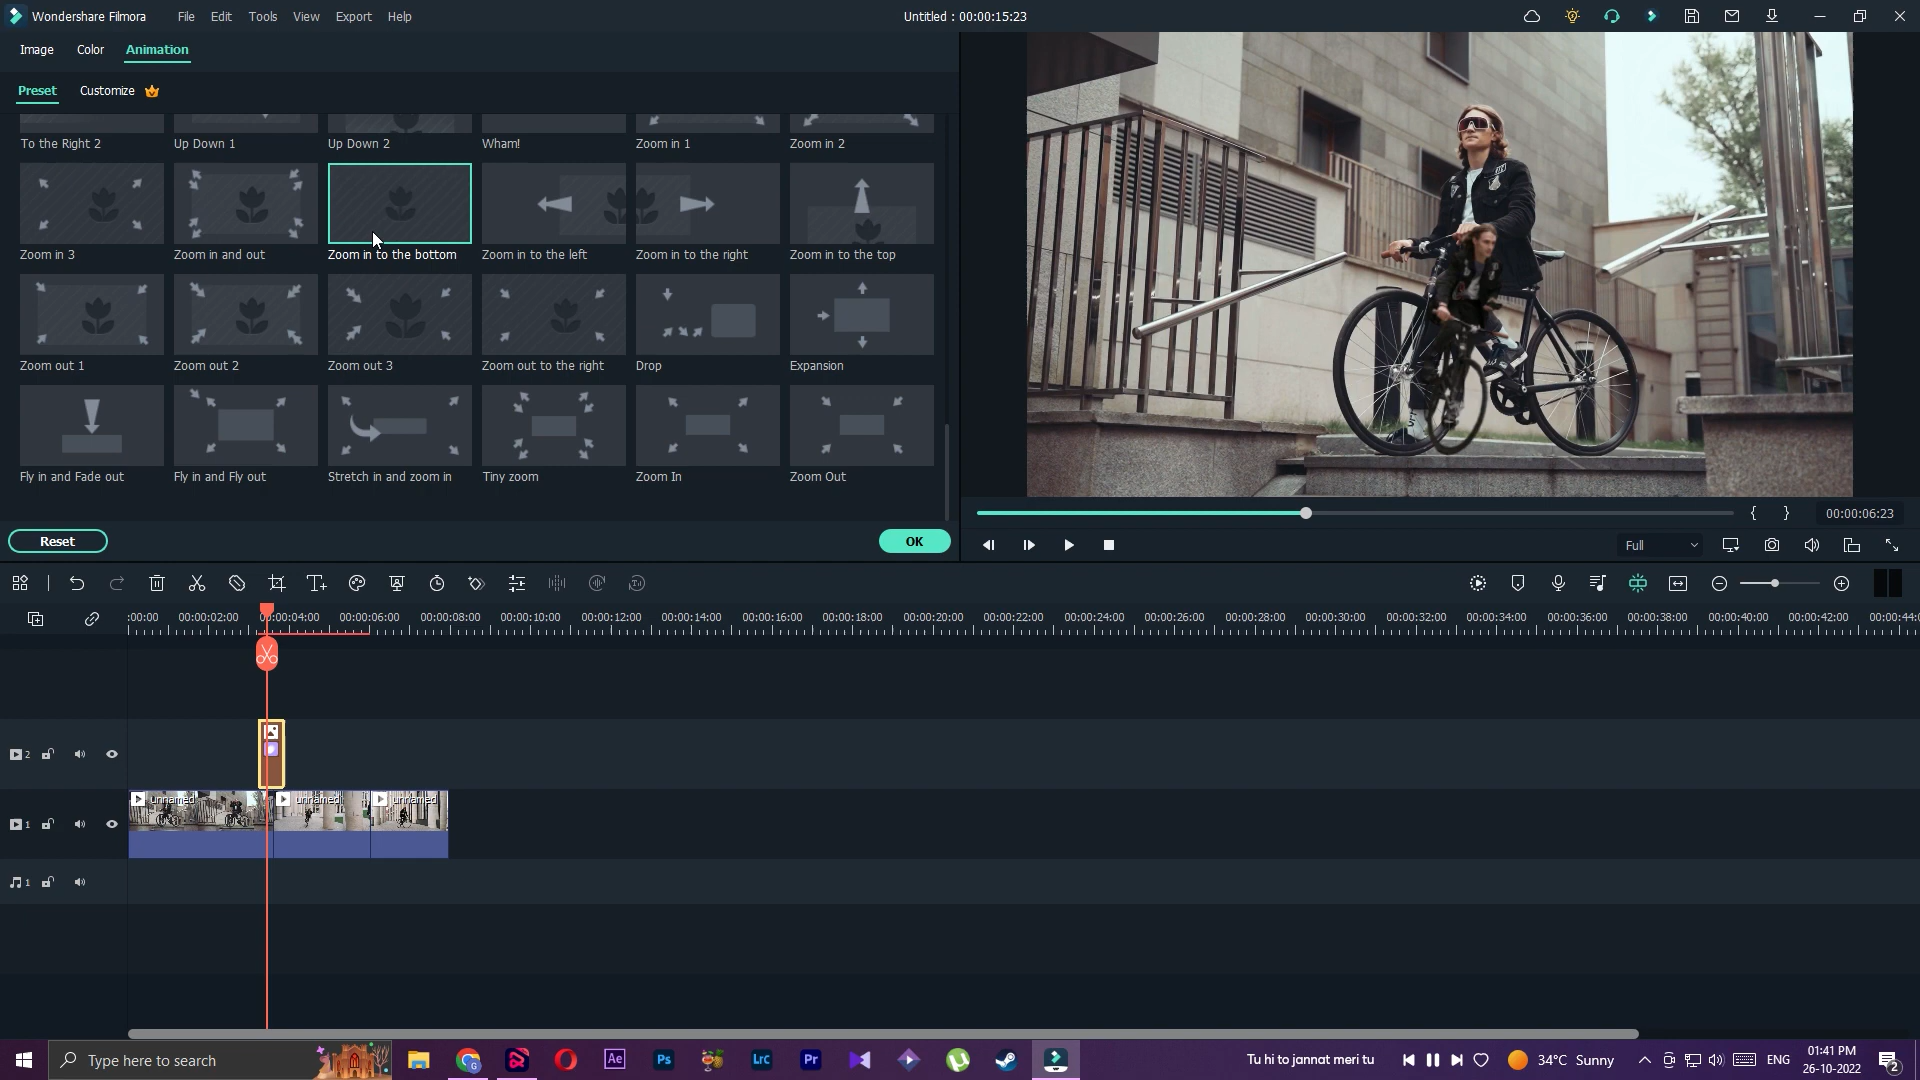 Wondershare Filmora File Edit Tools View Export Help Untitled : 00:00:15:23
Image Color Animation
Preset Customize
To the Right 2 Up Down 1 Up Down 2 Wham! Zoom in 1 Zoom in 2
Zoom in 3 Zoom in and out Zoom in to the bottom Zoom in to the left Zoom in to the right Zoom in to the top
Zoom out 1 Zoom out 2 Zoom out 3 Zoom out to the right Drop Expansion
Fly in and Fade out Fly in and Fly out Stretch in and zoom in Tiny zoom Zoom In Zoom Out
{ } 00:00:06:23
Reset OK
Full
:00:00 00:00:02:00 00:00:04:00 00:00:06:00 00:00:08:00 00:00:10:00 00:00:12:00 00:00:14:00 00:00:16:00 00:00:18:00 00:00:20:00 00:00:22:00 00:00:24:00 00:00:26:00 00:00:28:00 00:00:30:00 00:00:32:00 00:00:34:00 00:00:36:00 00:00:38:00 00:00:40:00 00:00:42:00 00:00:44:0
2
unnamed unnamed unnamed
1
1
Type here to search Ae Ps Lrc Pr Tu hi to jannat meri tu 34°C Sunny ENG 01:41 PM
26-10-2022 2